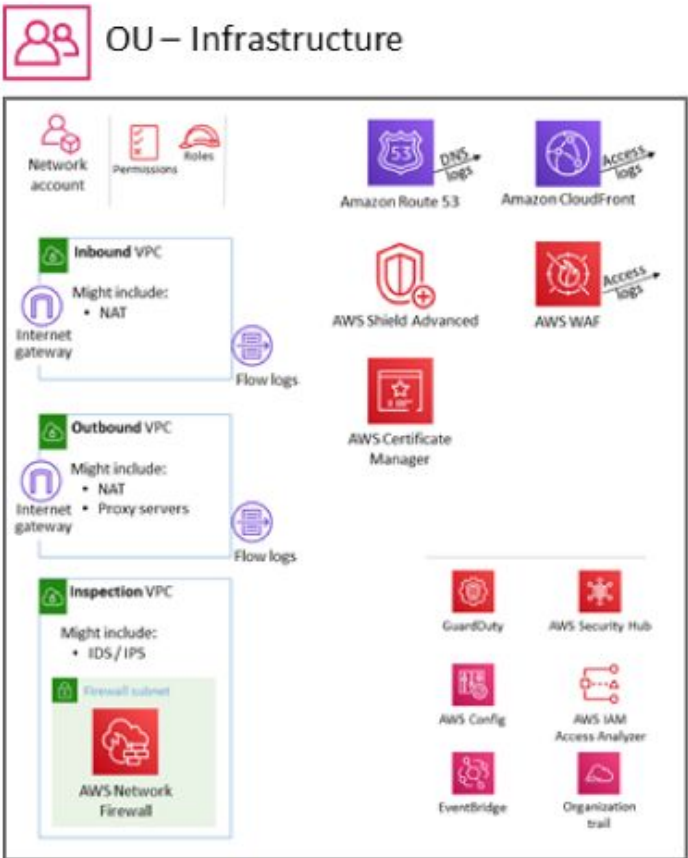 OU – Infrastructure
Network
account
Permissions
Roles
53
DNS
logs
Amazon Route 53
Access
logs
Amazon CloudFront
Inbound VPC
Might include:
• NAT
Internet
gateway
Flow logs
AWS Shield Advanced
Access
logs
AWS WAF
AWS Certificate
Manager
Outbound VPC
Might include:
• NAT
• Proxy servers
Internet
gateway
Flow logs
Inspection VPC
Might include:
• IDS/IPS
Firewall subnet
AWS Network
Firewall
GuardDuty
AWS Security Hub
AWS Config
AWS IAM
Access Analyzer
EventBridge
Organization
trail